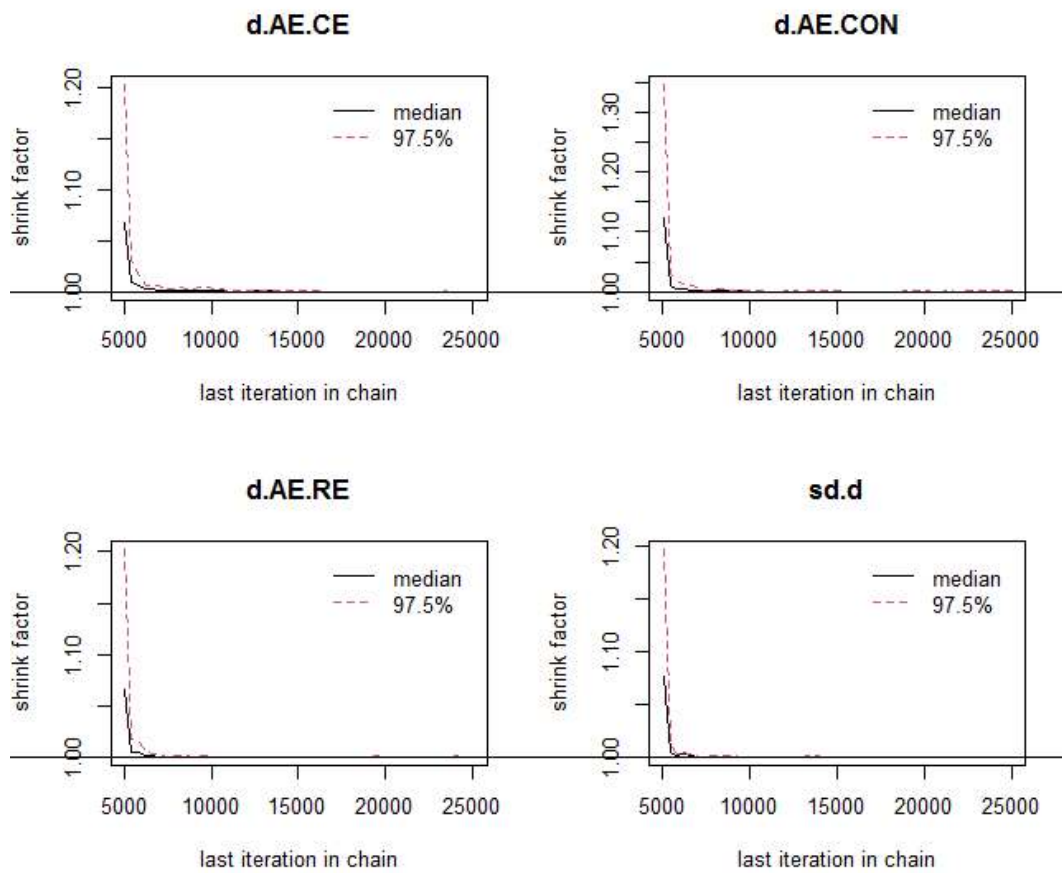 d.AE.CE
shrink factor
1.00 1.10 1.20
median
97.5%
5000 10000 15000 20000 25000
last iteration in chain
d.AE.CON
shrink factor
1.00 1.10 1.20 1.30
median
97.5%
5000 10000 15000 20000 25000
last iteration in chain
d.AE.RE
shrink factor
1.00 1.10 1.20
median
97.5%
5000 10000 15000 20000 25000
last iteration in chain
sd.d
shrink factor
1.00 1.10 1.20
median
97.5%
5000 10000 15000 20000 25000
last iteration in chain